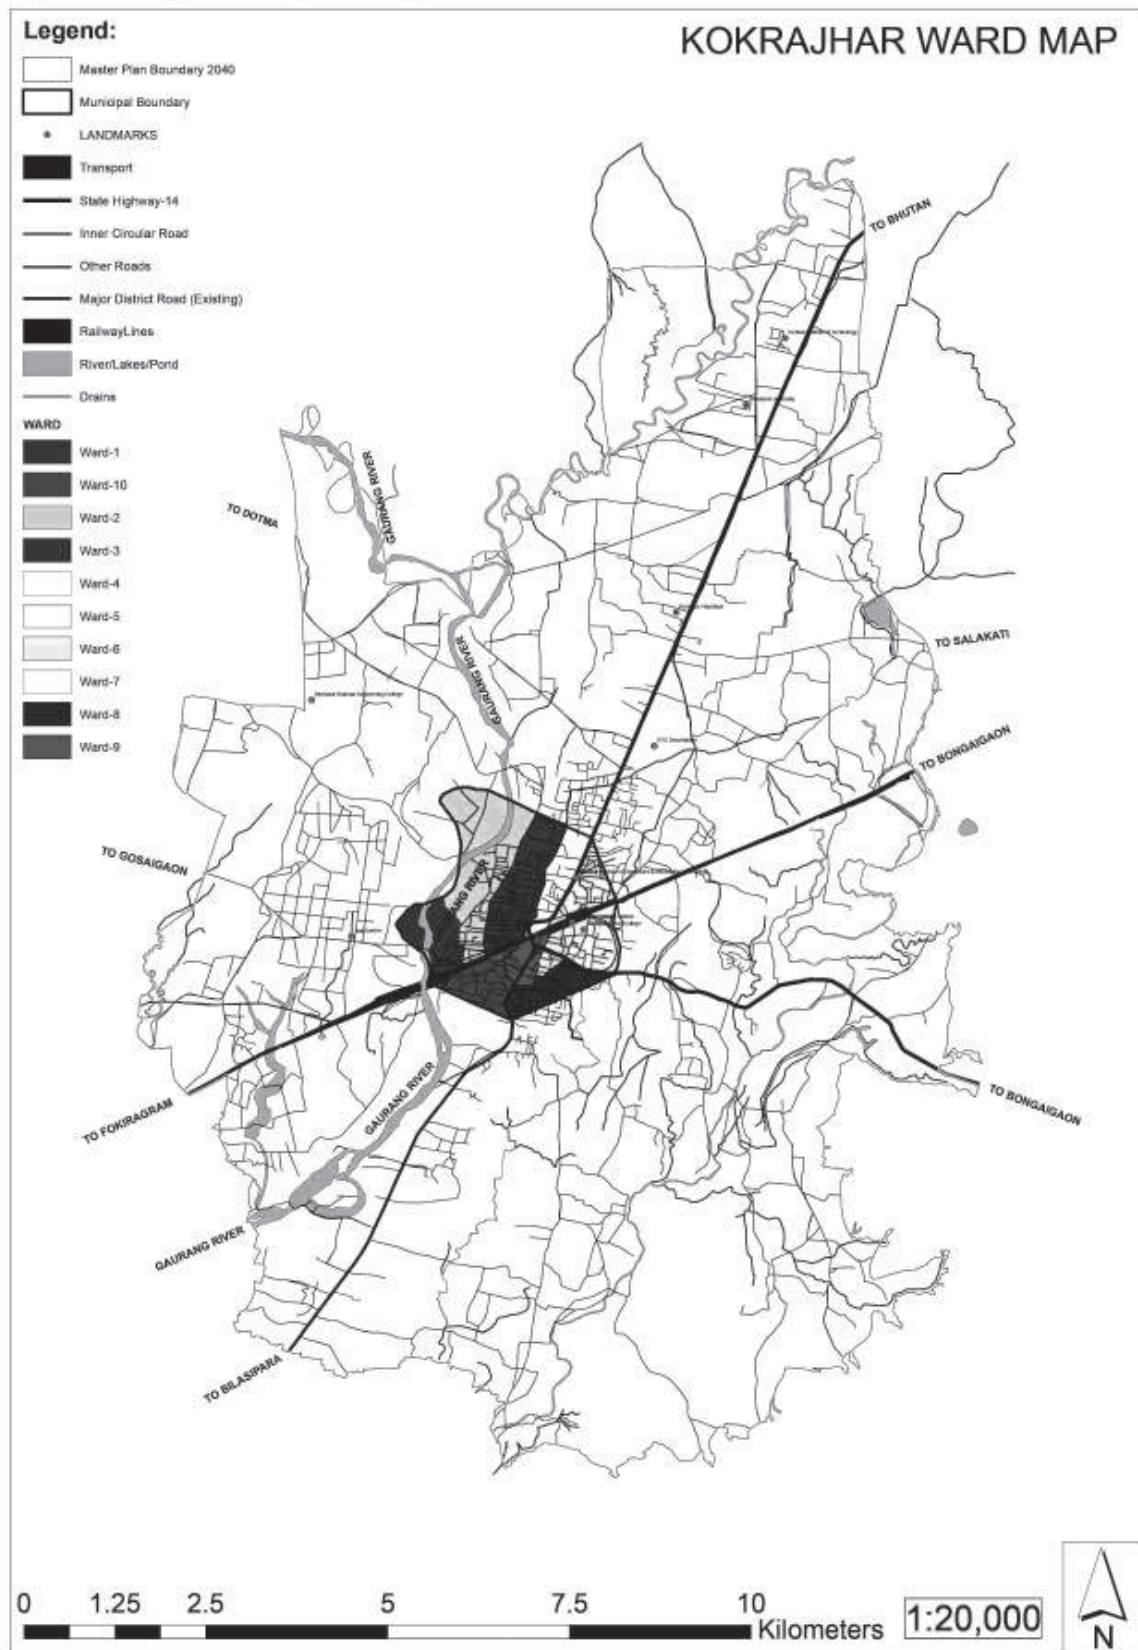 Legend:
KOKRAJHAR WARD MAP
Master Plan Boundary 2040
Municipal Boundary
LANDMARKS
Transport
State Highway-14
Inner Circular Road
Other Roads
Major District Road (Existing)
RailwayLines
River/Lakes/Pond
Drains
WARD
Ward-1
Ward-10
Ward-2
Ward-3
Ward-4
Ward-5
Ward-6
Ward-7
Ward-8
Ward-9
TO BHUTAN
GAURANG RIVER
TO DOTMA
TO SALAKATI
GAURANG RIVER
TO BONGAIGAON
TO GOSAIGAON
ANG RIVER
TO FOKIRAGRAM
GAURANG RIVER
TO BONGAIGAON
GAURANG RIVER
TO BILASIPARA
0 1.25 2.5 5 7.5 10
Kilometers
1:20,000
N